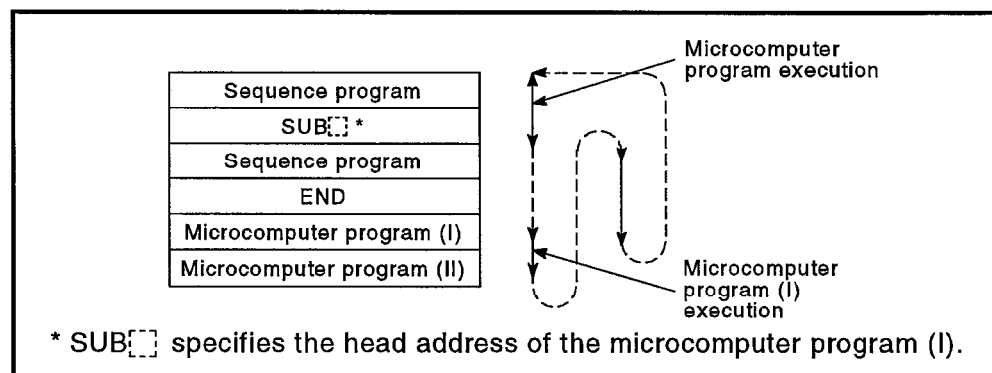 Microcomputer
program execution
Sequence program
SUB[ ] *
Sequence program
END
Microcomputer program (I)
Microcomputer program (II)
Microcomputer
program (I)
execution
* SUB[ ] specifies the head address of the microcomputer program (I).